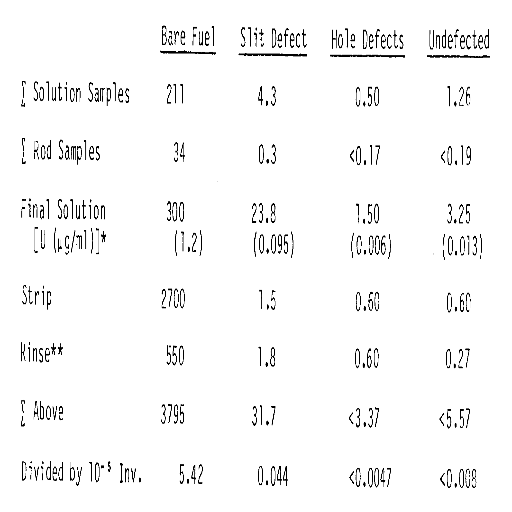 Bare Fuel Slit Defect Hole Defects Undefected
∑ Solution Samples 211 4.3 0.50 1.26
∑ Rod Samples 34 0.3 <0.17 <0.19
Final Solution 300 23.8 1.50 3.25
[U (μg/ml)]* (1.2) (0.095) (0.006) (0.013)
Strip 2700 1.5 0.60 0.60
Rinse** 550 1.8 0.60 0.27
∑ Above 3795 31.7 <3.37 <5.57
Divided by 10⁻⁵ Inv. 5.42 0.044 <0.0047 <0.008